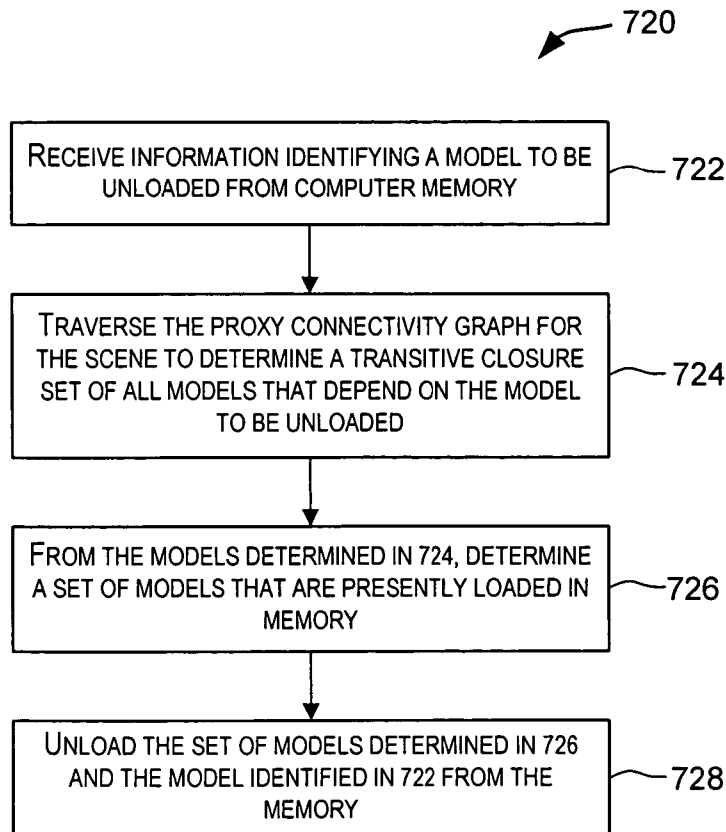 720
RECEIVE INFORMATION IDENTIFYING A MODEL TO BE
UNLOADED FROM COMPUTER MEMORY
722
TRAVERSE THE PROXY CONNECTIVITY GRAPH FOR
THE SCENE TO DETERMINE A TRANSITIVE CLOSURE
SET OF ALL MODELS THAT DEPEND ON THE MODEL
TO BE UNLOADED
724
FROM THE MODELS DETERMINED IN 724, DETERMINE
A SET OF MODELS THAT ARE PRESENTLY LOADED IN
MEMORY
726
UNLOAD THE SET OF MODELS DETERMINED IN 726
AND THE MODEL IDENTIFIED IN 722 FROM THE
MEMORY
728